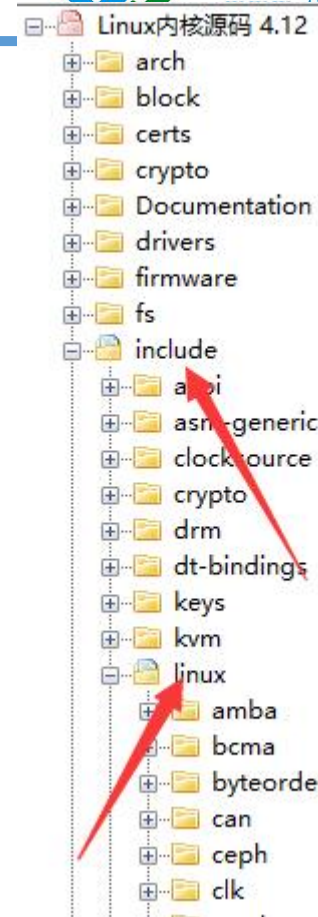 Linux内核源码 4.12
arch
block
certs
crypto
Documentation
drivers
firmware
fs
include
acpi
asm-generic
clocksource
crypto
drm
dt-bindings
keys
kvm
linux
amba
bcma
byteorde
can
ceph
clk